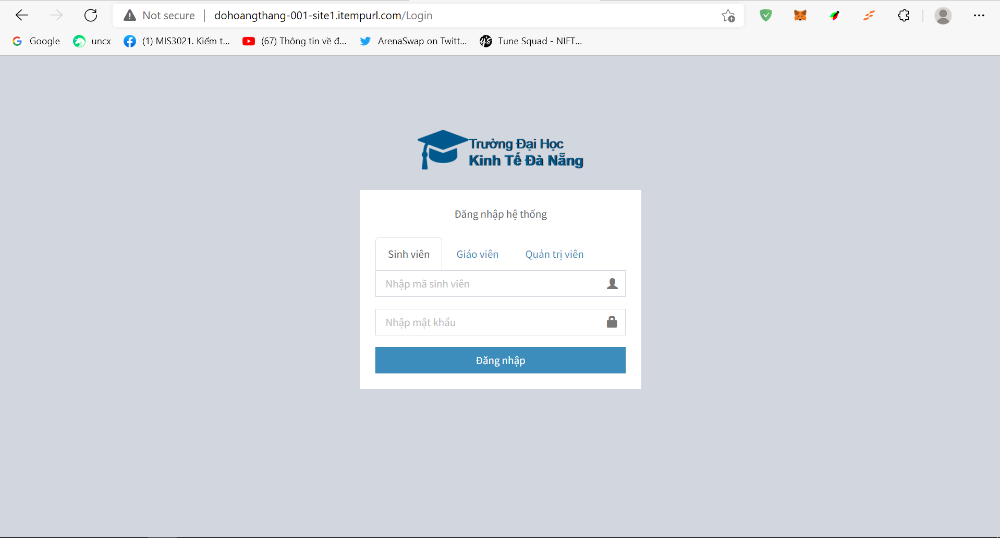 Not secure dohoangthang-001-site1.itempurl.com/Login
Google uncx (1) MIS3021. Kiểm t... (67) Thông tin về đ... ArenaSwap on Twitt... Tune Squad - NIFT...
Trường Đại Học
Kinh Tế Đà Nẵng
Đăng nhập hệ thống
Sinh viên Giáo viên Quản trị viên
Nhập mã sinh viên
Nhập mật khẩu
Đăng nhập